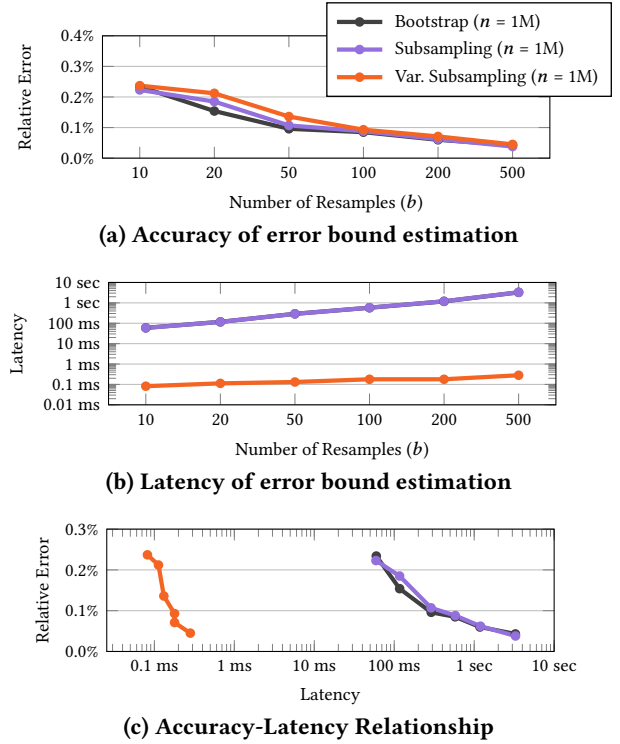 Bootstrap (n = 1M)
Subsampling (n = 1M)
Var. Subsampling (n = 1M)
Relative Error
0.4%
0.3%
0.2%
0.1%
0.0%
10 20 50 100 200 500
Number of Resamples (b)
(a) Accuracy of error bound estimation
Latency
10 sec
1 sec
100 ms
10 ms
1 ms
0.1 ms
0.01 ms
10 20 50 100 200 500
Number of Resamples (b)
(b) Latency of error bound estimation
Relative Error
0.3%
0.2%
0.1%
0.0%
0.1 ms 1 ms 10 ms 100 ms 1 sec 10 sec
Latency
(c) Accuracy-Latency Relationship